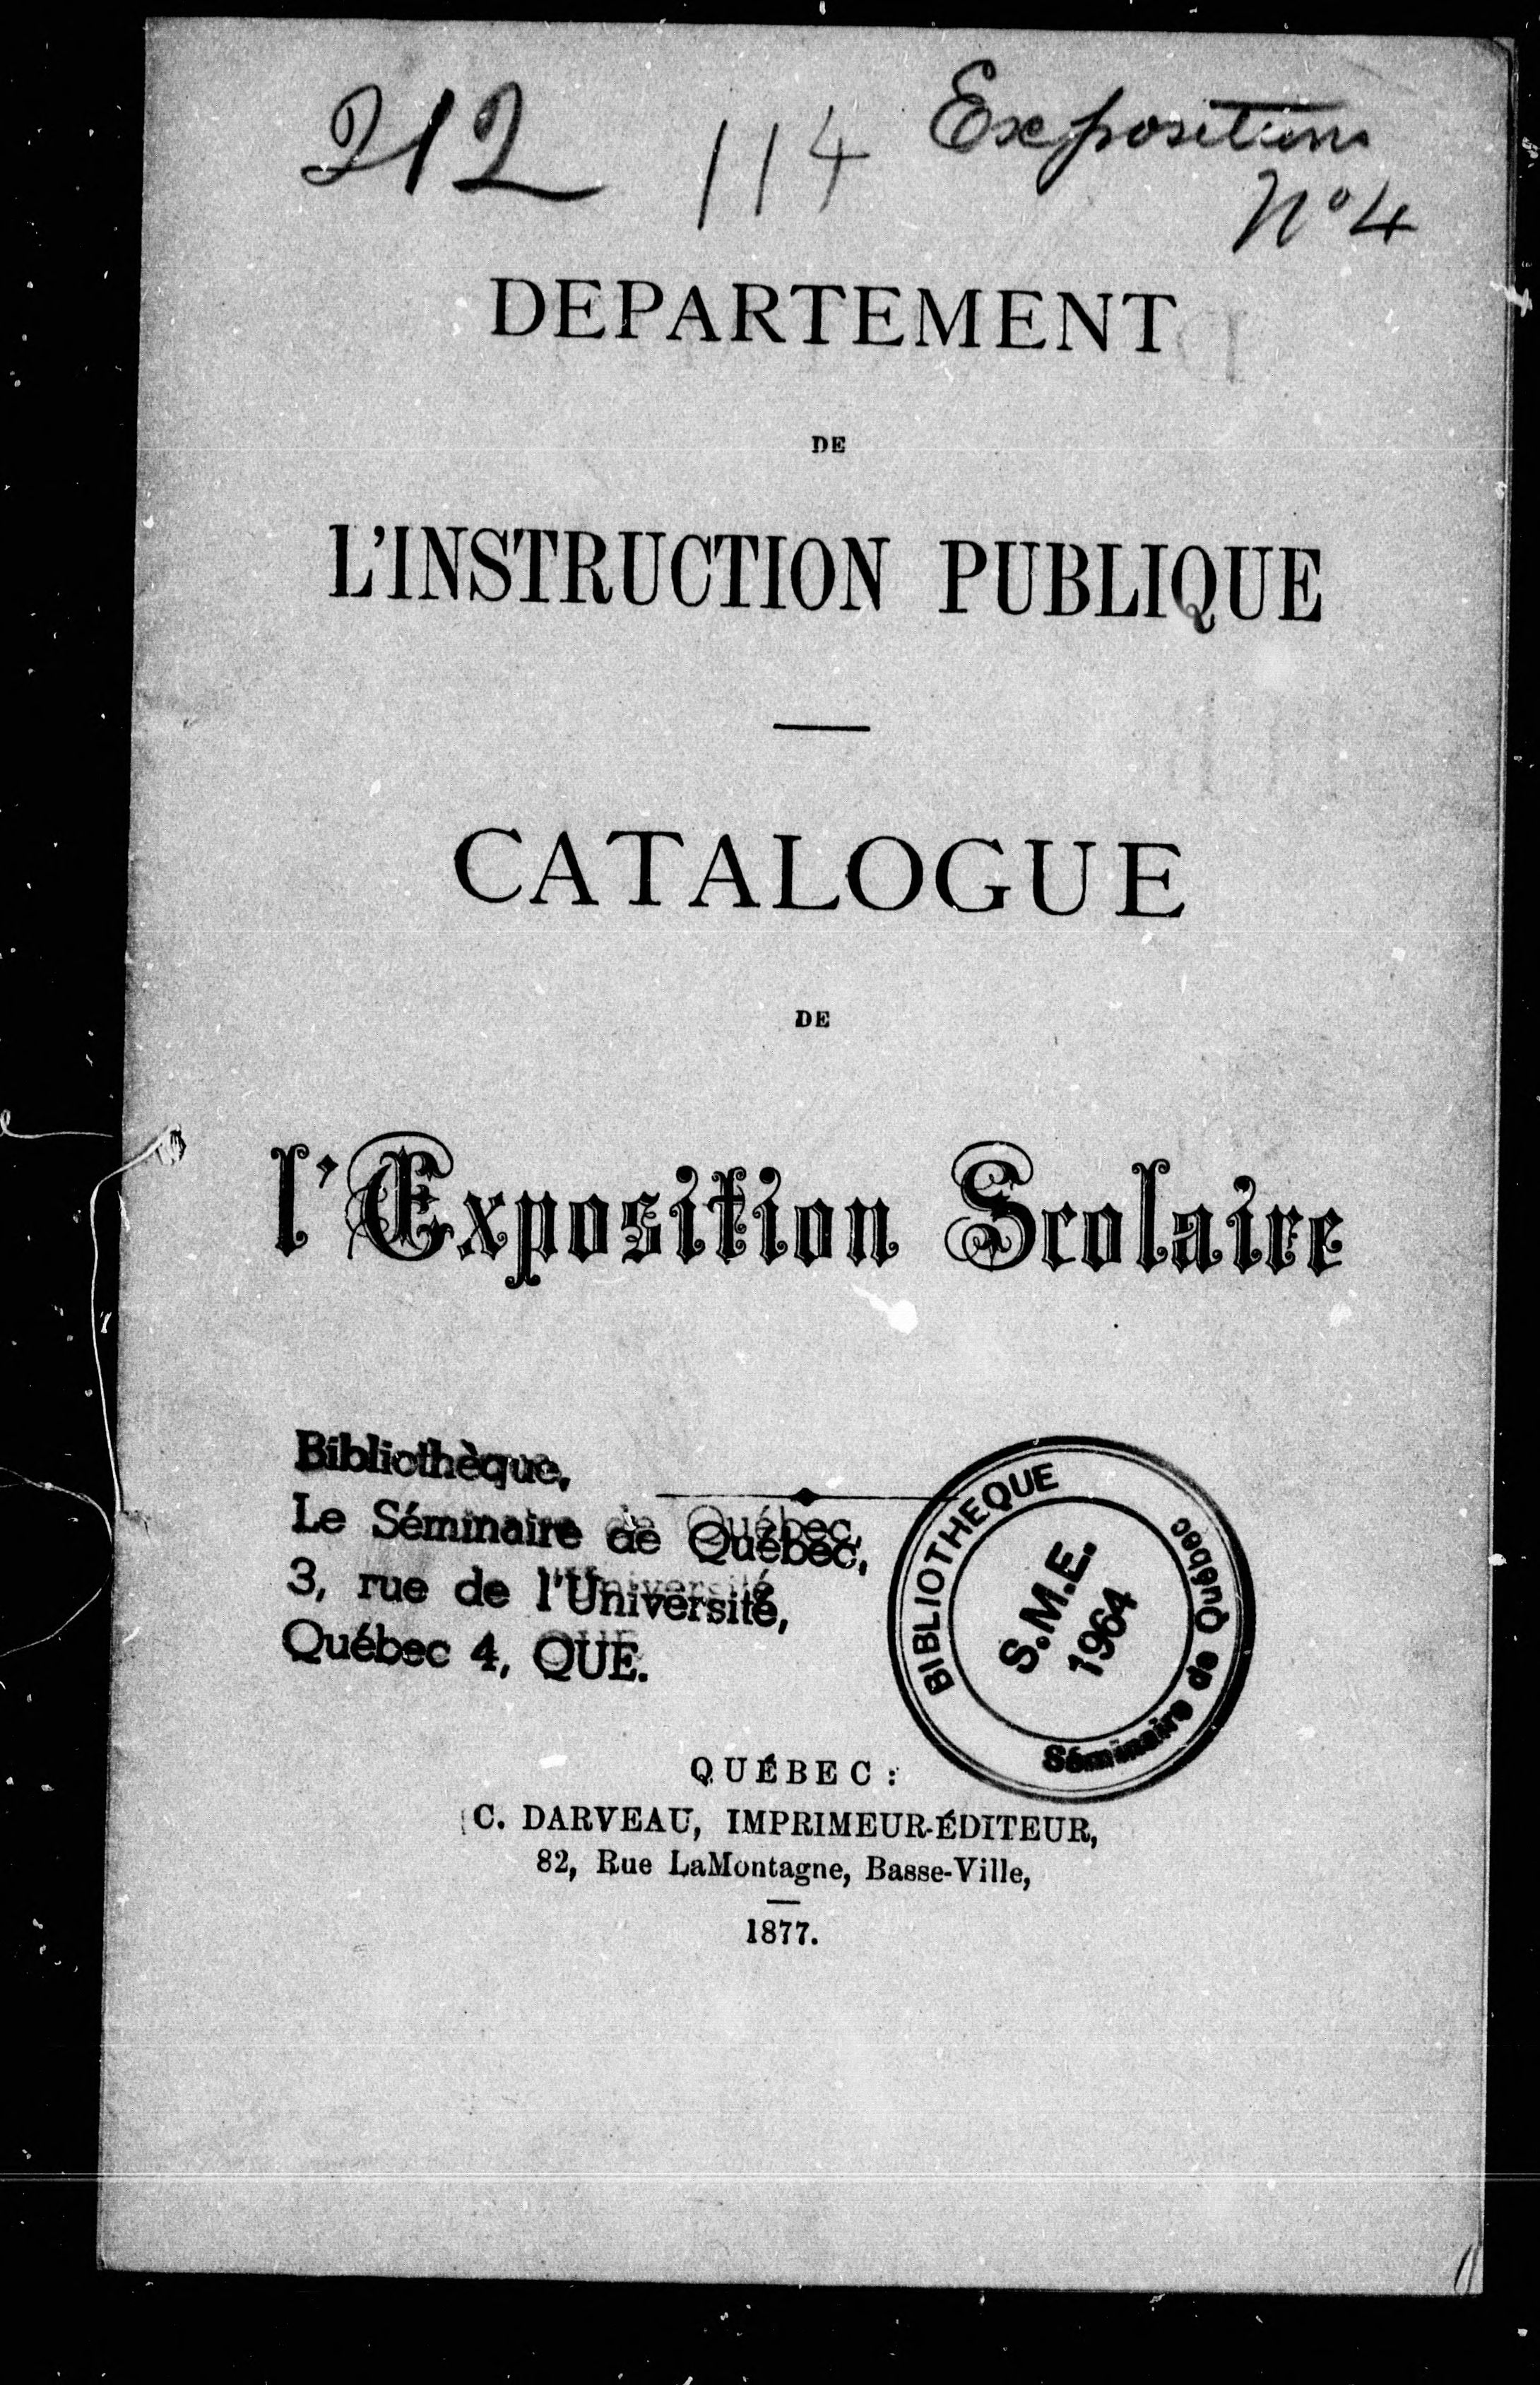 212 114 Exposition
No 4
DEPARTEMENT
DE
L'INSTRUCTION PUBLIQUE
CATALOGUE
DE
l'Exposition Scolaire
Bibliothèque,
Le Séminaire de Québec,
3, rue de l'Université,
Québec 4, QUE.
BIBLIOTHEQUE
S.M.E.
1964
Séminaire de Québec
QUÉBEC :
C. DARVEAU, IMPRIMEUR-ÉDITEUR,
82, Rue LaMontagne, Basse-Ville,
1877.